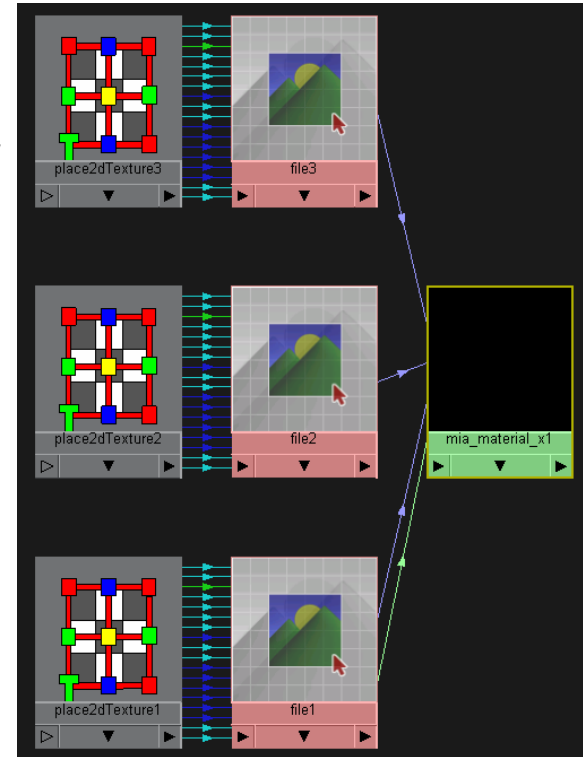 place2dTexture3
file3
place2dTexture2
file2
mia_material_x1
place2dTexture1
file1